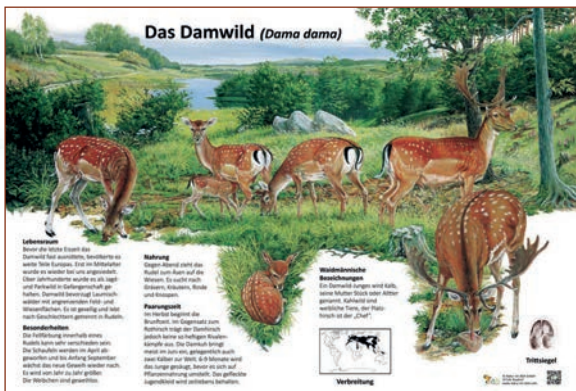 Das Damwild (Dama dama)
Lebensraum
Bevor die letzte Eiszeit das
Damwild fast ausrottete, bevölkerte es
weite Teile Europas. Erst im Mittelalter
wurde es wieder bei uns angesiedelt.
Über Jahrhunderte wurde es als Jagd-
und Parkwild in Gefangenschaft ge-
halten. Damwild bevorzugt Laubmisch-
wälder mit angrenzenden Feld- und
Wiesenflächen. Es ist gesellig und lebt
nach Geschlechtern getrennt in Rudeln.
Besonderheiten
Die Fellfärbung innerhalb eines
Rudels kann sehr verschieden sein.
Die Schaufeln werden im April ab-
geworfen und bis Anfang September
wächst das neue Geweih wieder nach.
Es wird von Jahr zu Jahr größer.
Die Weibchen sind geweihlos.
Nahrung
Gegen Abend zieht das
Rudel zum Äsen auf die
Wiesen. Es sucht nach
Gräsern, Kräutern, Rinde
und Knospen.
Paarungszeit
Im Herbst beginnt die
Brunftzeit. Im Gegensatz zum
Rothirsch trägt der Damhirsch
jedoch keine so heftigen Rivalen-
kämpfe aus. Die Damkuh bringt
meist im Juni ein, gelegentlich auch
zwei Kälber zur Welt. 6-9 Monate wird
das Junge gesäugt, bevor es sich auf
Pflanzennahrung umstellt. Das gefleckte
Jugendkleid wird zeitlebens behalten.
Waidmännische
Bezeichnungen
Ein Damwild Junges wird Kalb,
seine Mutter Stück oder Alttier
genannt. Kahlwild sind
weibliche Tiere, der Platz-
hirsch ist der „Chef“.
Verbreitung
Trittsiegel